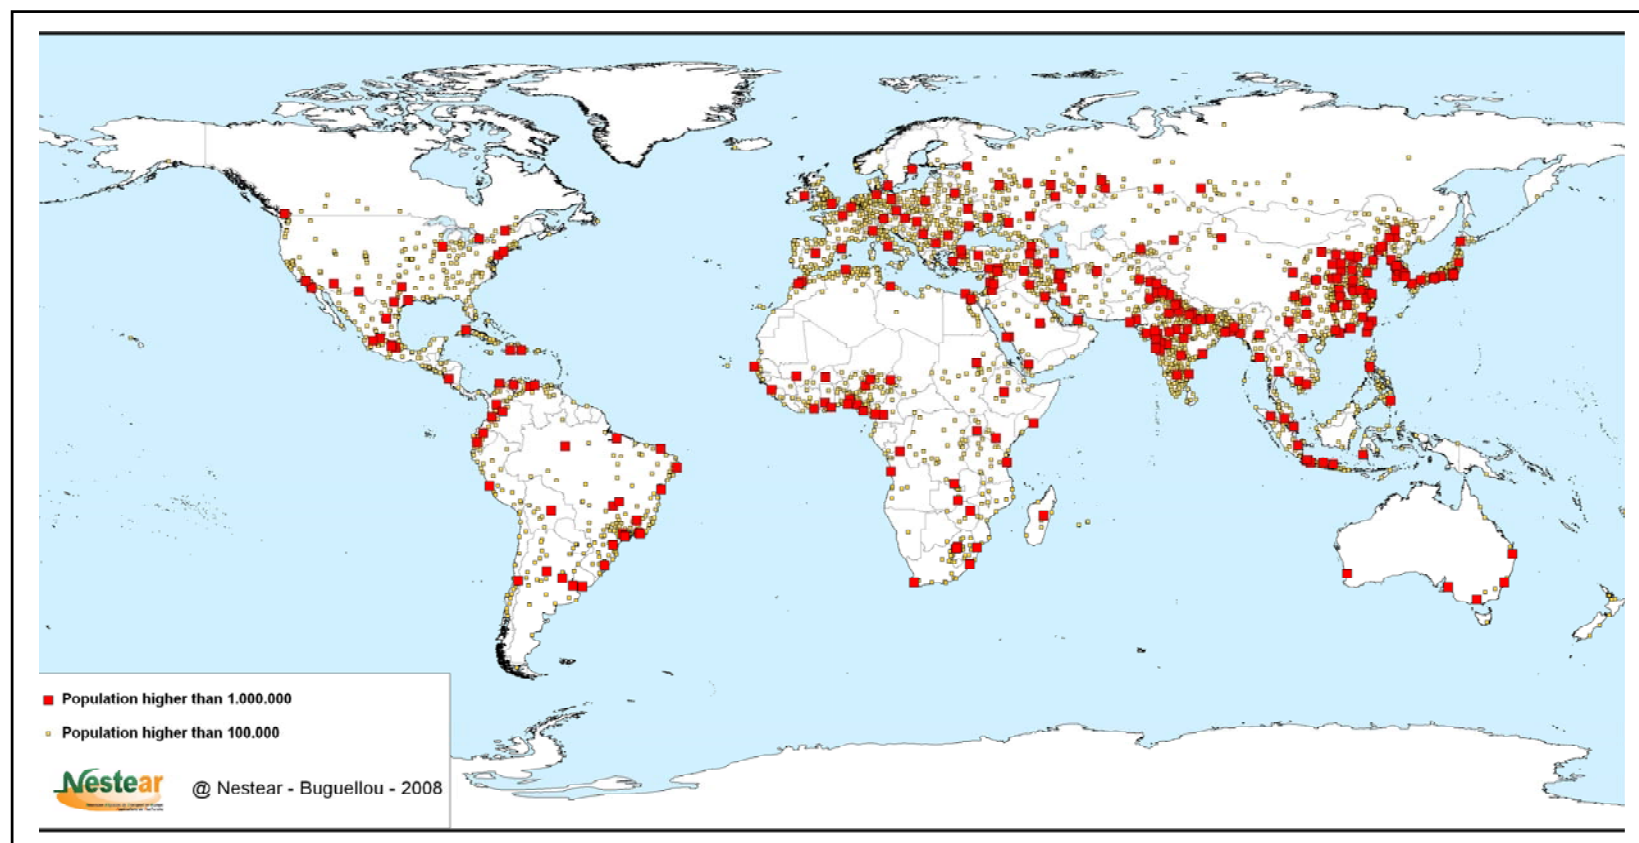 Population higher than 1.000.000
Population higher than 100.000
Nestear
@ Nestear - Buguellou - 2008